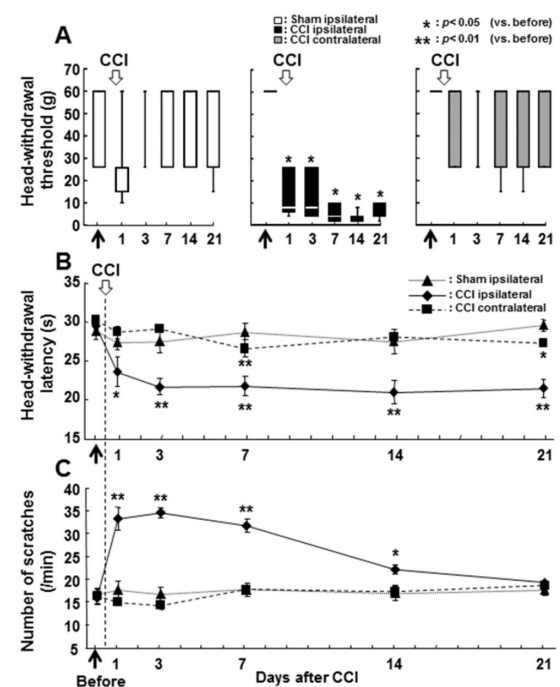 □: Sham ipsilateral
■: CCI ipsilateral
■: CCI contralateral
* : p<0.05 (vs. before)
** : p<0.01 (vs. before)
A
CCI
CCI
CCI
Head-withdrawal
threshold (g)
70
60
50
40
30
20
10
0
* * * * *
1 3 7 14 21
1 3 7 14 21
1 3 7 14 21
B
CCI
Head-withdrawal
latency (s)
35
30
25
20
15
▲: Sham ipsilateral
◆: CCI ipsilateral
■: CCI contralateral
** *
* ** ** ** **
1 3 7 14 21
C
Number of scratches
(/min)
40
35
30
25
20
15
10
5
** ** ** *
1 3 7 14 21
Before
Days after CCI